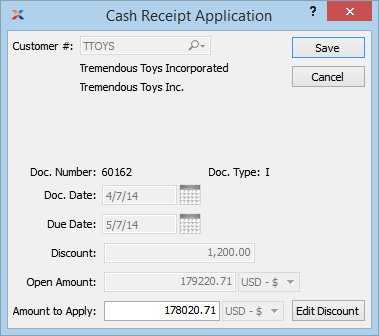 Cash Receipt Application ?
Customer #: TTOYS Save
Tremendous Toys Incorporated Cancel
Tremendous Toys Inc.
Doc. Number: 60162 Doc. Type: I
Doc. Date: 4/7/14
Due Date: 5/7/14
Discount: 1,200.00
Open Amount: 179220.71 USD - $
Amount to Apply: 178020.71 USD - $ Edit Discount